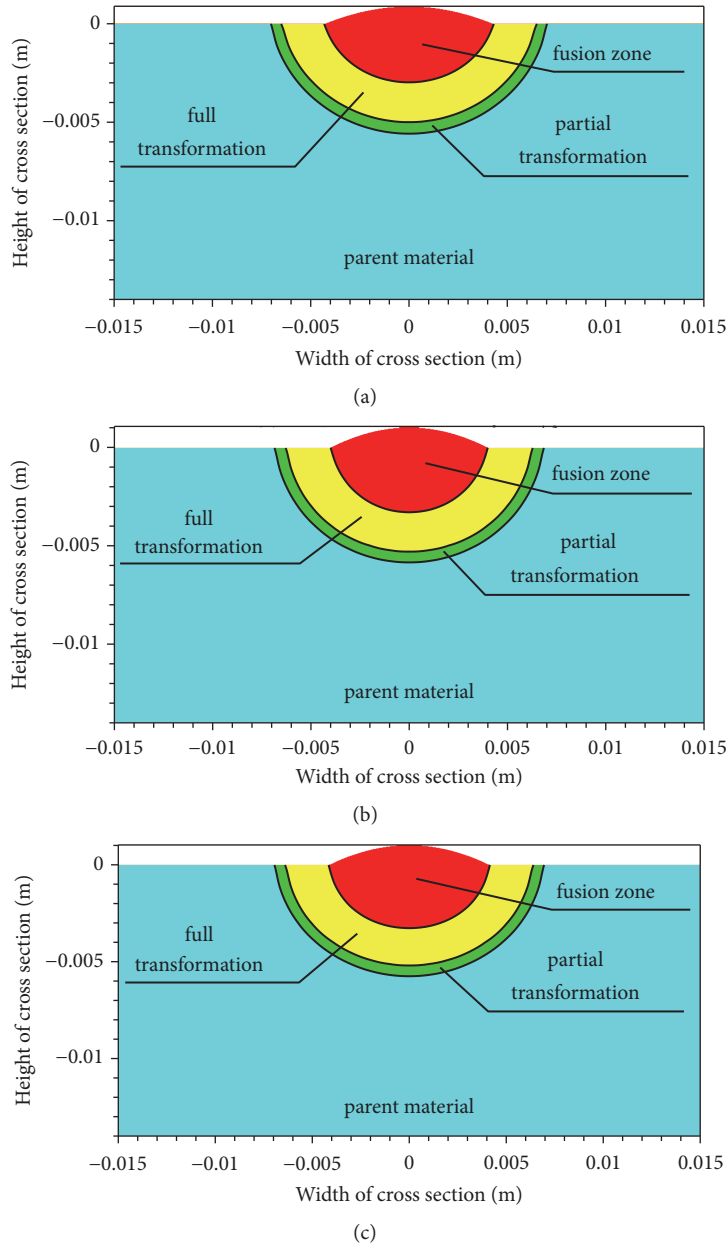 Height of cross section (m)
0
−0.005
−0.01
fusion zone
full
transformation
partial
transformation
parent material
−0.015
−0.01
−0.005
0
0.005
0.01
0.015
Width of cross section (m)
(a)
Height of cross section (m)
0
−0.005
−0.01
fusion zone
full
transformation
partial
transformation
parent material
−0.015
−0.01
−0.005
0
0.005
0.01
0.015
Width of cross section (m)
(b)
Height of cross section (m)
0
−0.005
−0.01
fusion zone
full
transformation
partial
transformation
parent material
−0.015
−0.01
−0.005
0
0.005
0.01
0.015
Width of cross section (m)
(c)